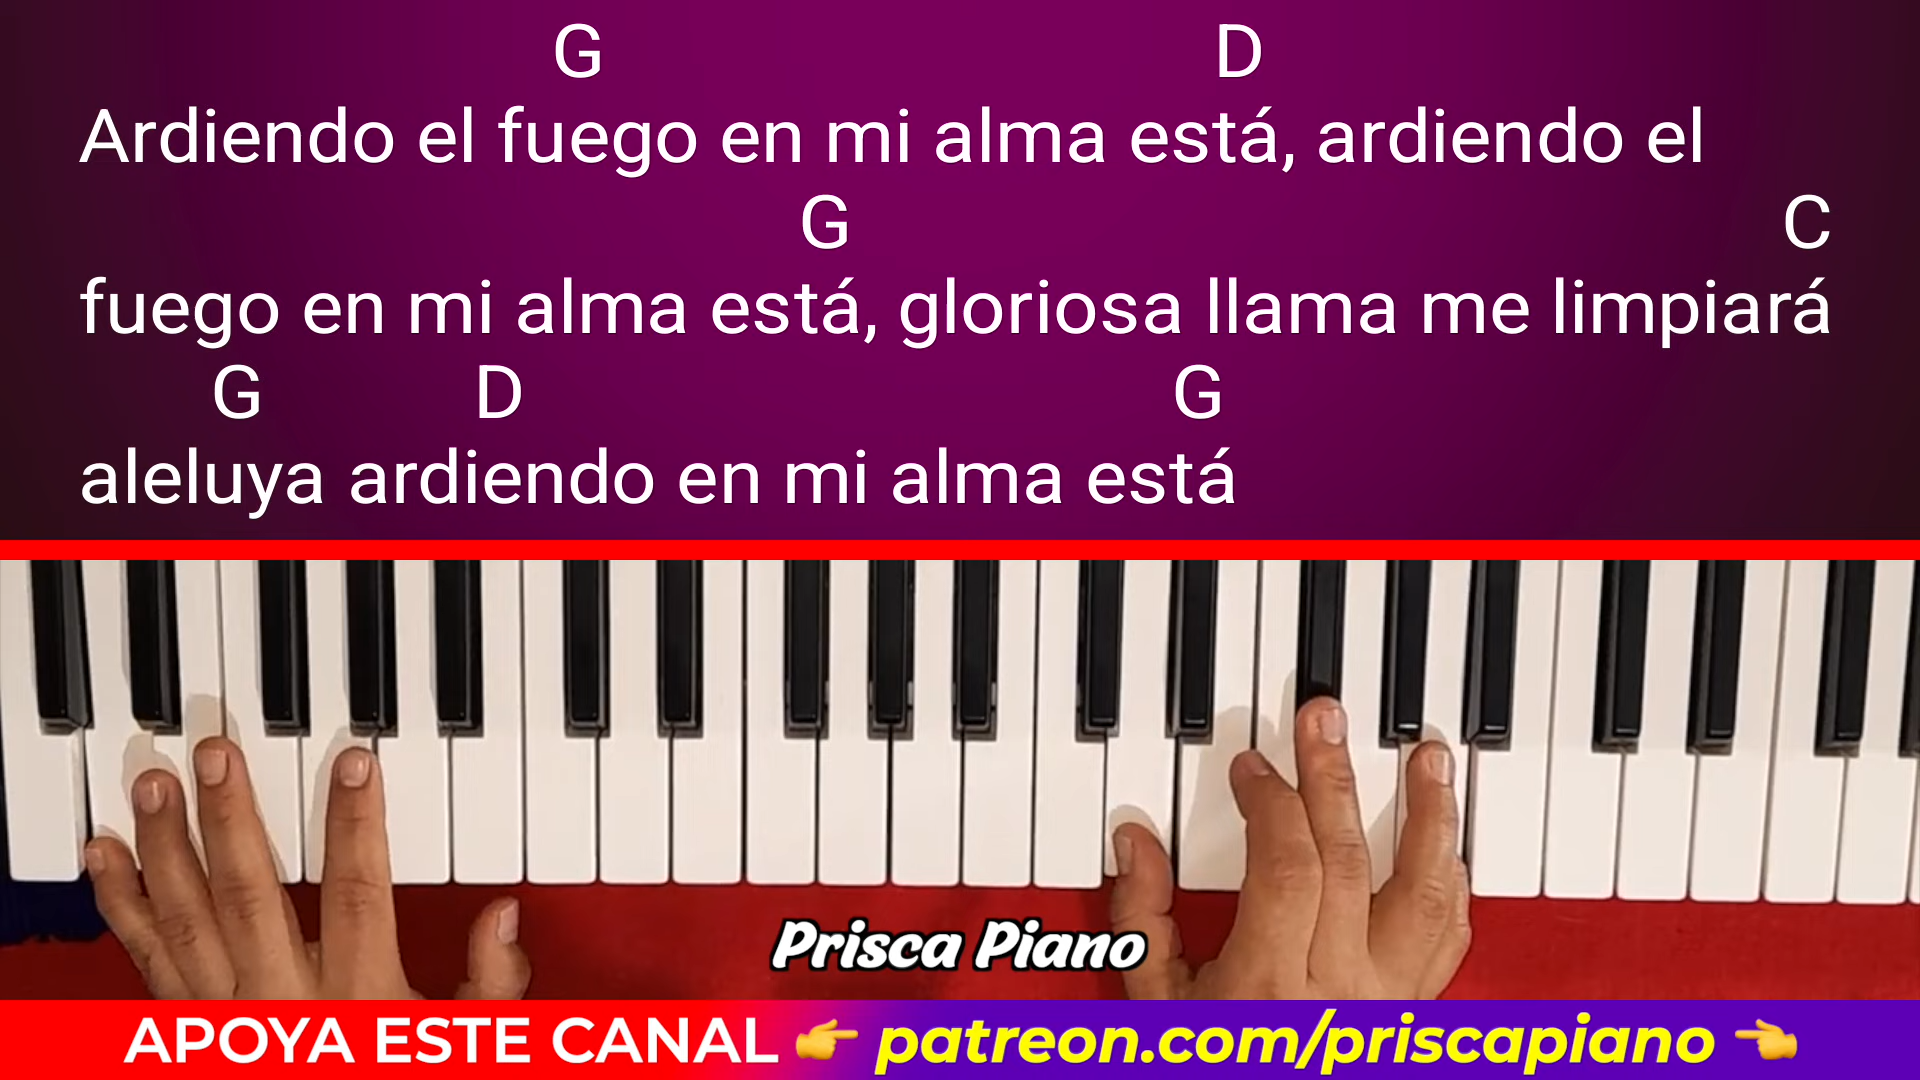 G D
Ardiendo el fuego en mi alma está, ardiendo el
G C
fuego en mi alma está, gloriosa llama me limpiará
G D G
aleluya ardiendo en mi alma está
Prisca Piano
APOYA ESTE CANAL 👉 patreon.com/priscapiano 👈